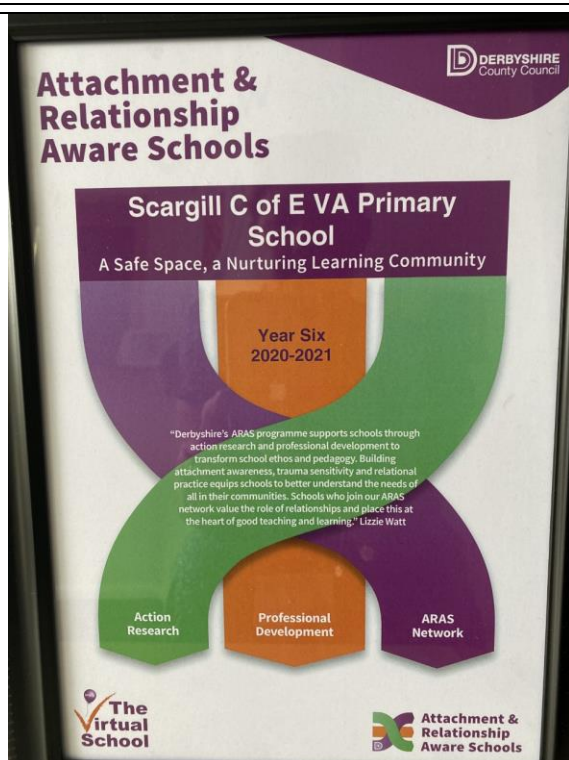 DERBYSHIRE
County Council
Attachment &
Relationship
Aware Schools
Scargill C of E VA Primary
School
A Safe Space, a Nurturing Learning Community
Year Six
2020-2021
"Derbyshire's ARAS programme supports schools through
action research and professional development to
transform school ethos and pedagogy. Building
attachment awareness, trauma sensitivity and relational
practice equips schools to better understand the needs of
all in their communities. Schools who join our ARAS
network value the role of relationships and place this at
the heart of good teaching and learning." Lizzie Watt
Action
Research
Professional
Development
ARAS
Network
The
Virtual
School
Attachment &
Relationship
Aware Schools